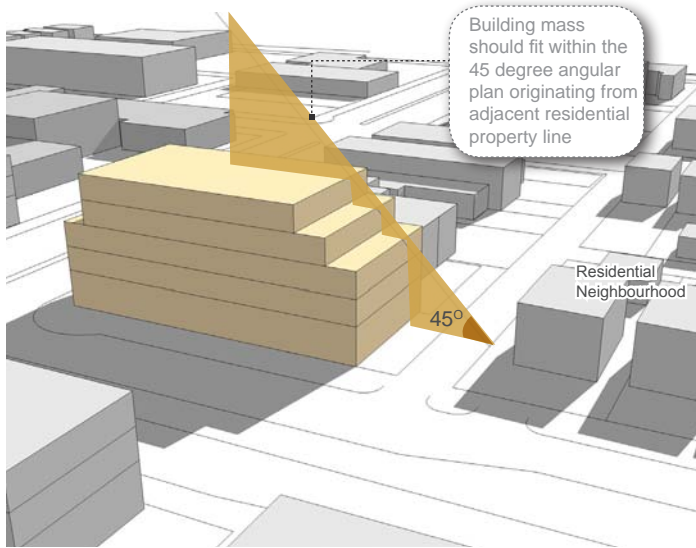 Building mass
should fit within the
45 degree angular
plan originating from
adjacent residential
property line
Residential
Neighbourhood
45°